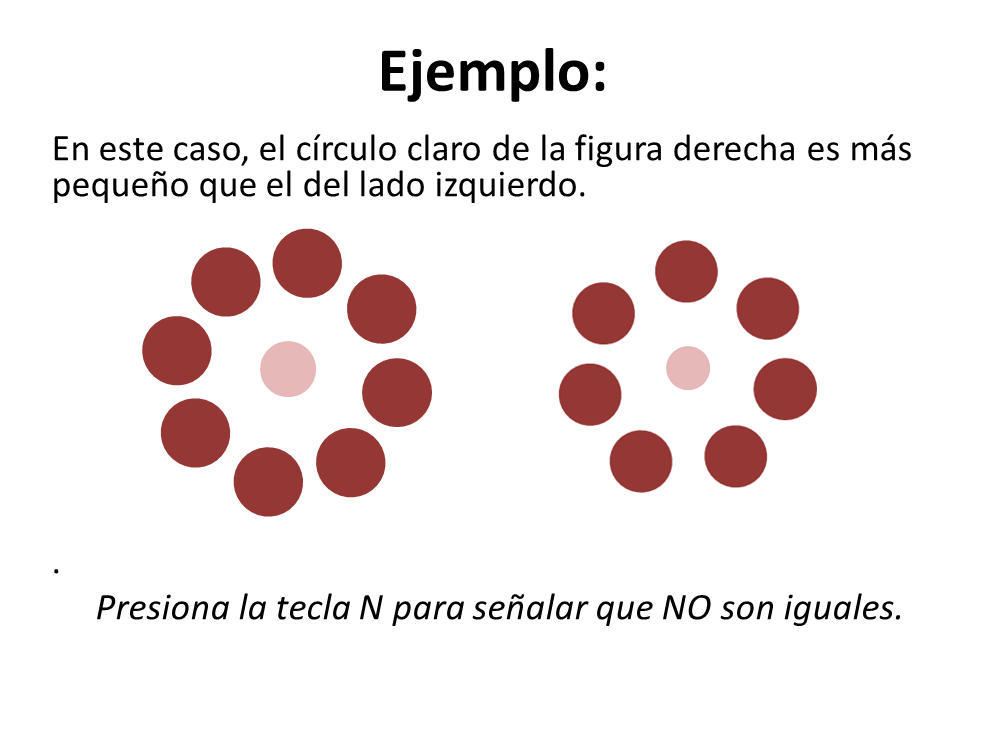 Ejemplo:
En este caso, el círculo claro de la figura derecha es más
pequeño que el del lado izquierdo.
.
Presiona la tecla N para señalar que NO son iguales.